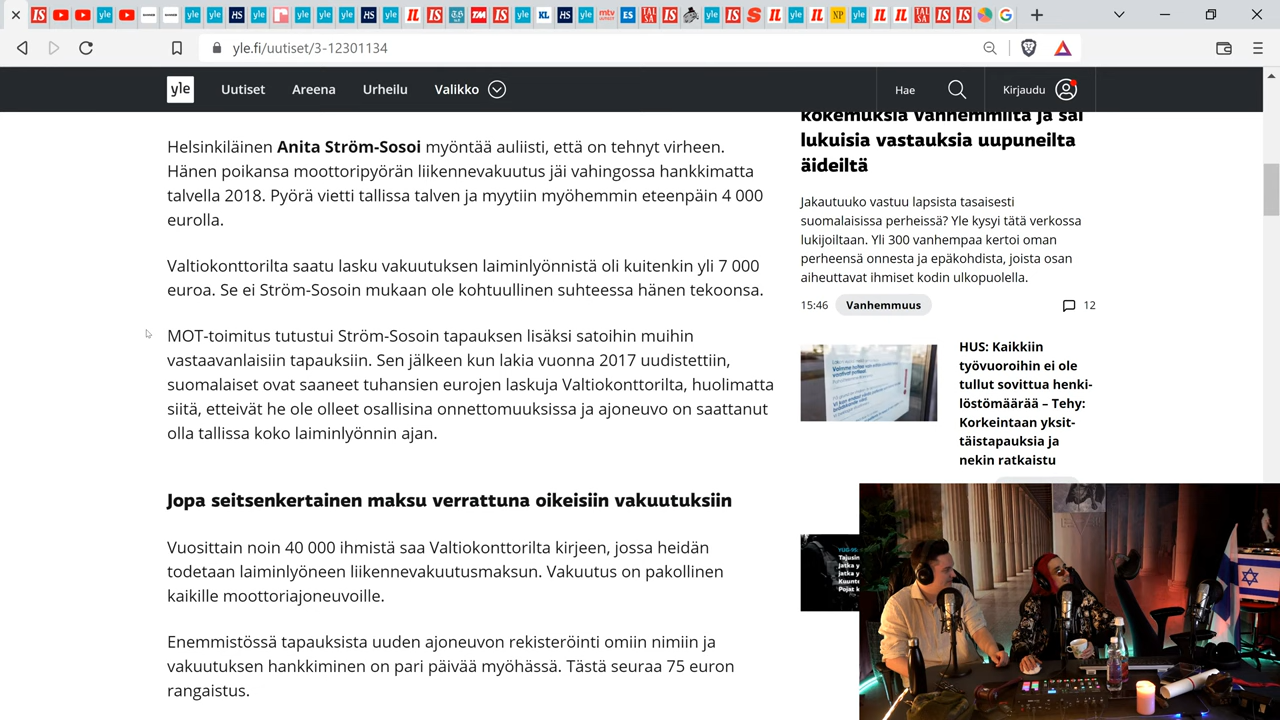 yle.fi/uutiset/3-12301134
yle
Uutiset
Areena
Urheilu
Valikko
Hae
Kirjaudu
Helsinkiläinen Anita Ström-Sosoi myöntää auliisti, että on tehnyt virheen.
Hänen poikansa moottoripyörän liikennevakuutus jäi vahingossa hankkimatta
talvella 2018. Pyörä vietti tallissa talven ja myytiin myöhemmin eteenpäin 4 000
eurolla.
Valtiokonttorilta saatu lasku vakuutuksen laiminlyönnistä oli kuitenkin yli 7 000
euroa. Se ei Ström-Sosoin mukaan ole kohtuullinen suhteessa hänen tekoonsa.
MOT-toimitus tutustui Ström-Sosoin tapauksen lisäksi satoihin muihin
vastaavanlaisiin tapauksiin. Sen jälkeen kun lakia vuonna 2017 uudistettiin,
suomalaiset ovat saaneet tuhansien eurojen laskuja Valtiokonttorilta, huolimatta
siitä, etteivät he ole olleet osallisina onnettomuuksissa ja ajoneuvo on saattanut
olla tallissa koko laiminlyönnin ajan.
Jopa seitsenkertainen maksu verrattuna oikeisiin vakuutuksiin
Vuosittain noin 40 000 ihmistä saa Valtiokonttorilta kirjeen, jossa heidän
todetaan laiminlyöneen liikennevakuutusmaksun. Vakuutus on pakollinen
kaikille moottoriajoneuvoille.
Enemmistössä tapauksista uuden ajoneuvon rekisteröinti omiin nimiin ja
vakuutuksen hankkiminen on pari päivää myöhässä. Tästä seuraa 75 euron
rangaistus.
kokemuksia vanhemmilta ja sai
lukuisia vastauksia uupuneilta
äideiltä
Jakautuuko vastuu lapsista tasaisesti
suomalaisissa perheissä? Yle kysyi tätä verkossa
lukijoiltaan. Yli 300 vanhempaa kertoi oman
perheensä onnesta ja epäkohdista, joista osan
aiheuttavat ihmiset kodin ulkopuolella.
15:46
Vanhemmuus
12
HUS: Kaikkiin
työvuoroihin ei ole
tullut sovittua henki-
löstömäärää – Tehy:
Korkeintaan yksit-
täistapauksia ja
nekin ratkaistu